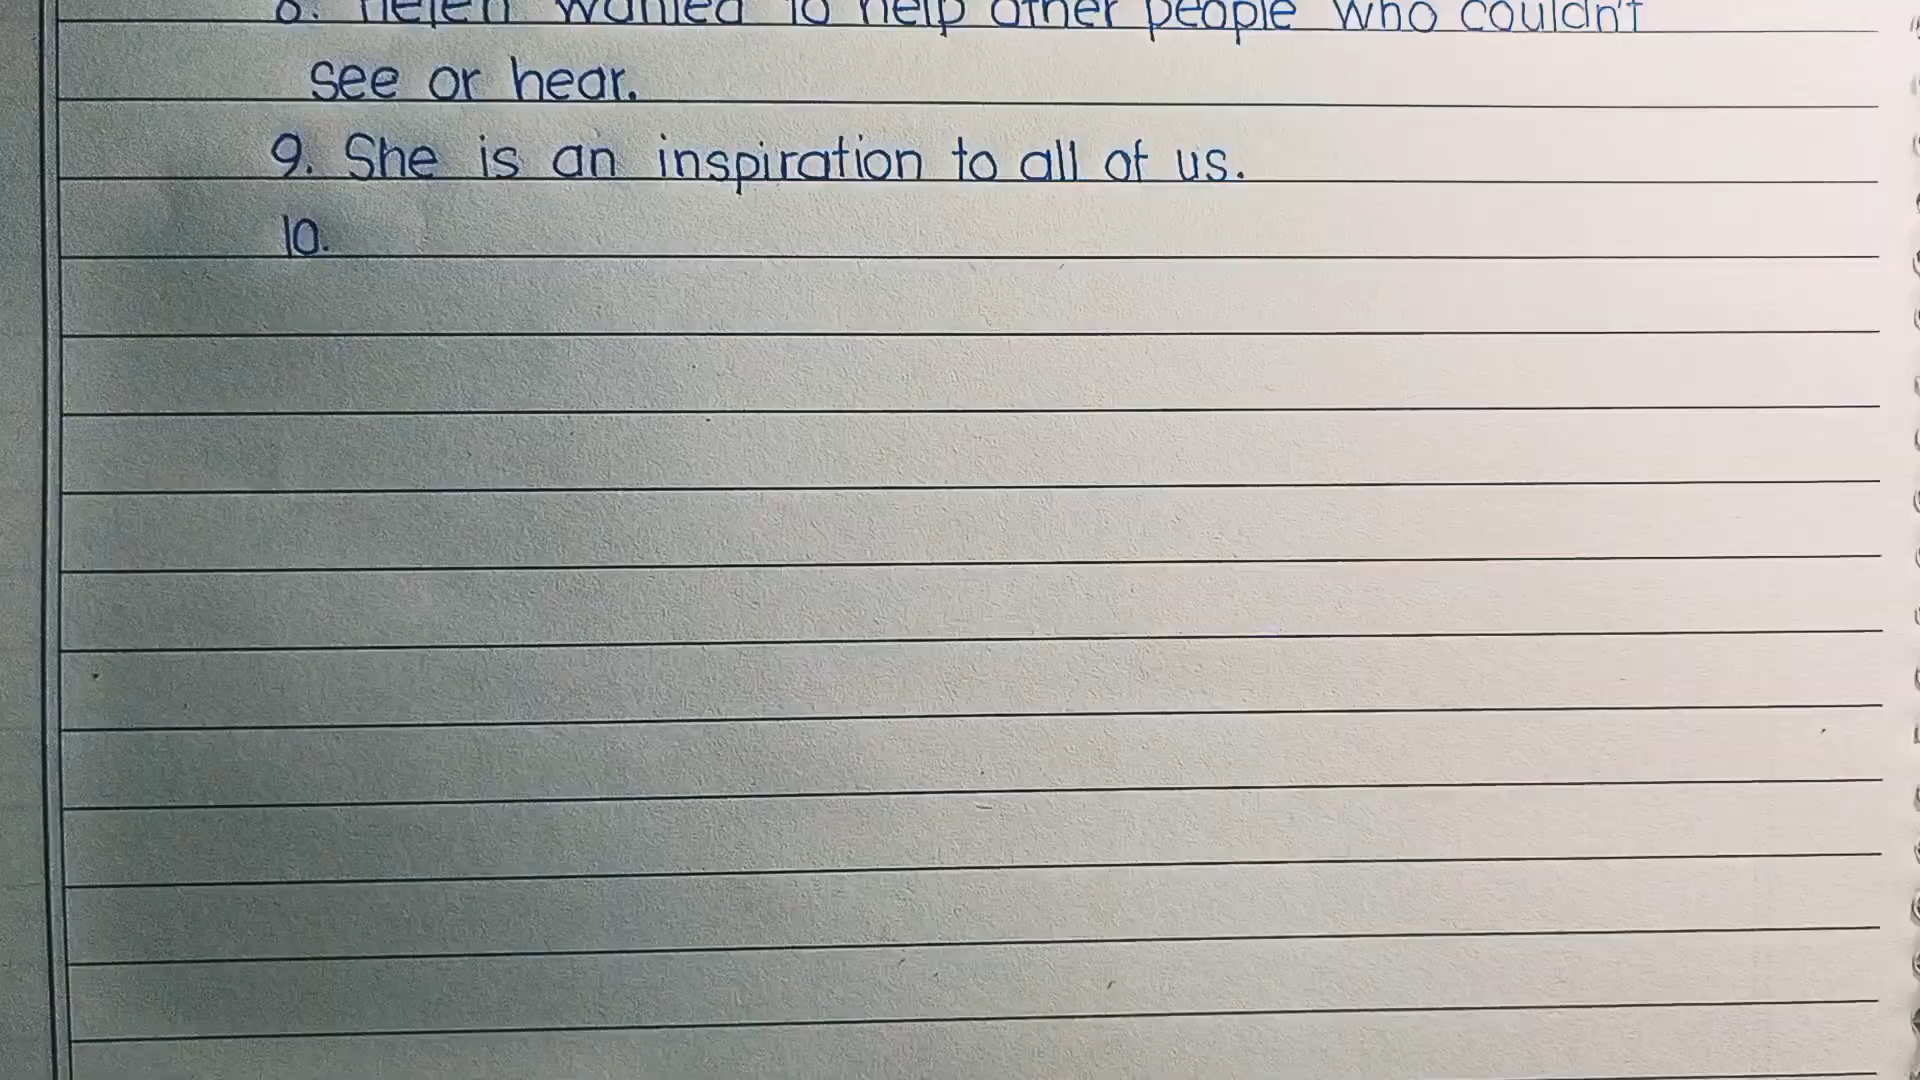 8. Helen wanted to help other people who couldn't
see or hear.
9. She is an inspiration to all of us.
10.